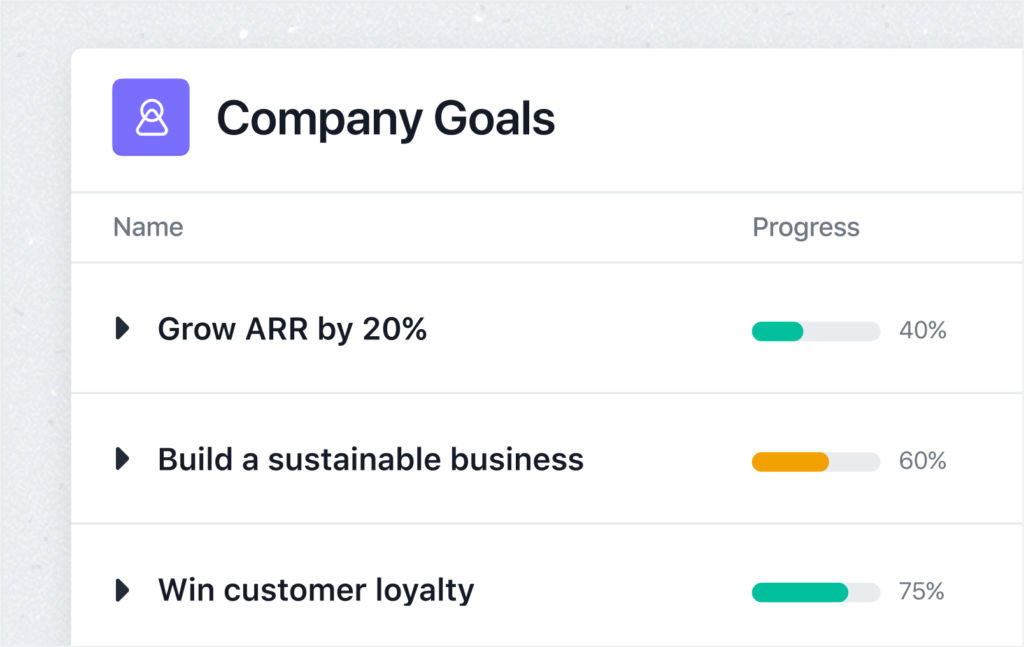 Company Goals
Name Progress
Grow ARR by 20% 40%
Build a sustainable business 60%
Win customer loyalty 75%